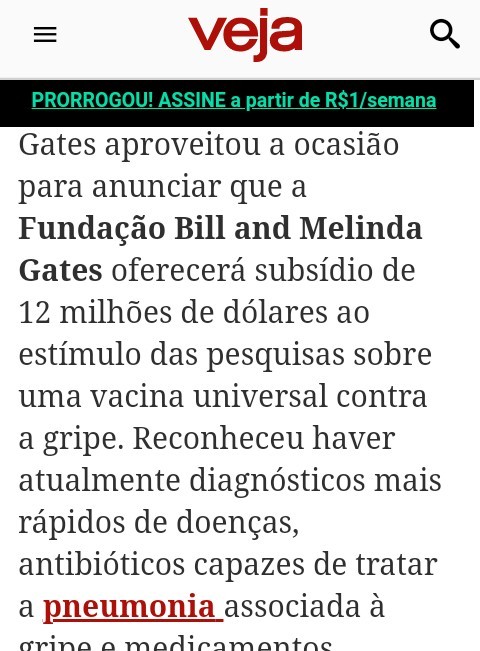 veja
PRORROGOU! ASSINE a partir de R$1/semana
Gates aproveitou a ocasião
para anunciar que a
Fundação Bill and Melinda
Gates oferecerá subsídio de
12 milhões de dólares ao
estímulo das pesquisas sobre
uma vacina universal contra
a gripe. Reconheceu haver
atualmente diagnósticos mais
rápidos de doenças,
antibióticos capazes de tratar
a pneumonia associada à
gripe e medicamentos